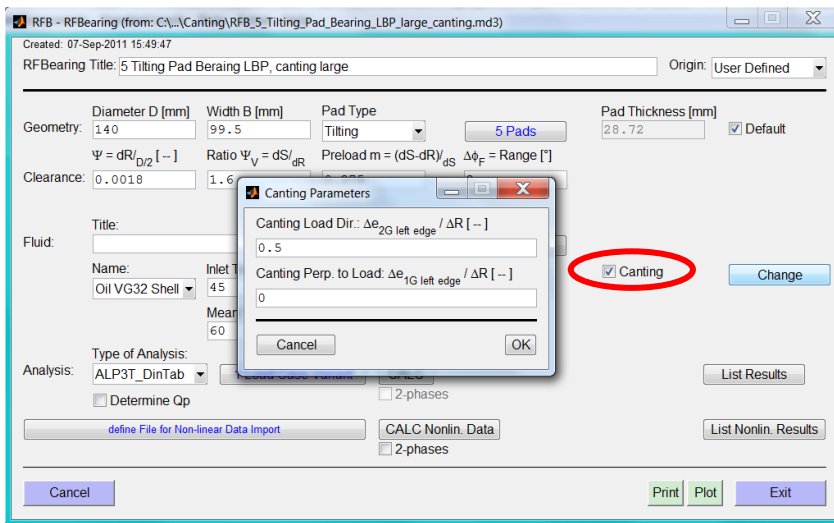 RFB - RFBearing (from: C:\...\Canting\RFB_5_Tilting_Pad_Bearing_LBP_large_canting.md3)
Created: 07-Sep-2011 15:49:47
RFBearing Title: 5 Tilting Pad Beraing LBP, canting large Origin: User Defined
Diameter D [mm] Width B [mm] Pad Type Pad Thickness [mm]
Geometry: 140 99.5 Tilting 5 Pads 28.72 Default
Ψ = dR/D/2 [ -- ] Ratio ΨV = dS/dR Preload m = (dS-dR)/dS ΔϕF = Range [°]
Clearance: 0.0018 1.6
Canting Parameters
Canting Load Dir.: Δe2G left edge / ΔR [ -- ]
0.5
Canting Perp. to Load: Δe1G left edge / ΔR [ -- ]
0
Cancel OK
Title:
Fluid:
Name: Inlet T
Oil VG32 Shell 45
Mean
60
Canting Change
Type of Analysis:
Analysis: ALP3T_DinTab List Results
Determine Qp 2-phases
define File for Non-linear Data Import CALC Nonlin. Data List Nonlin. Results
2-phases
Cancel Print Plot Exit